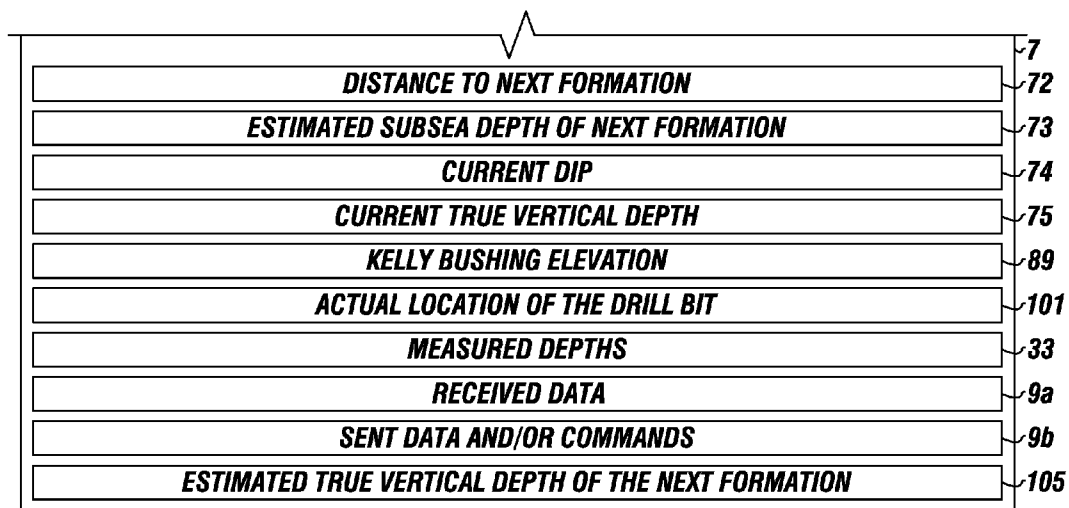 7
DISTANCE TO NEXT FORMATION 72
ESTIMATED SUBSEA DEPTH OF NEXT FORMATION 73
CURRENT DIP 74
CURRENT TRUE VERTICAL DEPTH 75
KELLY BUSHING ELEVATION 89
ACTUAL LOCATION OF THE DRILL BIT 101
MEASURED DEPTHS 33
RECEIVED DATA 9a
SENT DATA AND/OR COMMANDS 9b
ESTIMATED TRUE VERTICAL DEPTH OF THE NEXT FORMATION 105